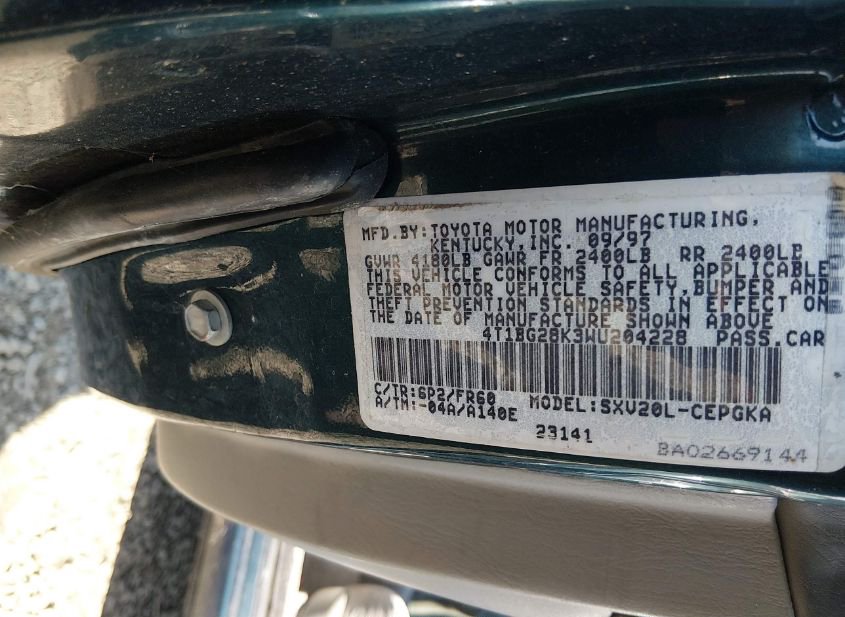 MFD.BY:TOYOTA MOTOR MANUFACTURING,
KENTUCKY,INC. 09/97
GVWR 4180LB GAWR FR 2400LB RR 2400LB
THIS VEHICLE CONFORMS TO ALL APPLICABLE
FEDERAL MOTOR VEHICLE SAFETY,BUMPER AND
THEFT PREVENTION STANDARDS IN EFFECT ON
THE DATE OF MANUFACTURE SHOWN ABOVE
4T1BG28K3WU204228 PASS.CAR
C/TR:6P2/FR60 MODEL:SXV20L-CEPGKA
A/TM:-04A/A140E
23141
BA02669144